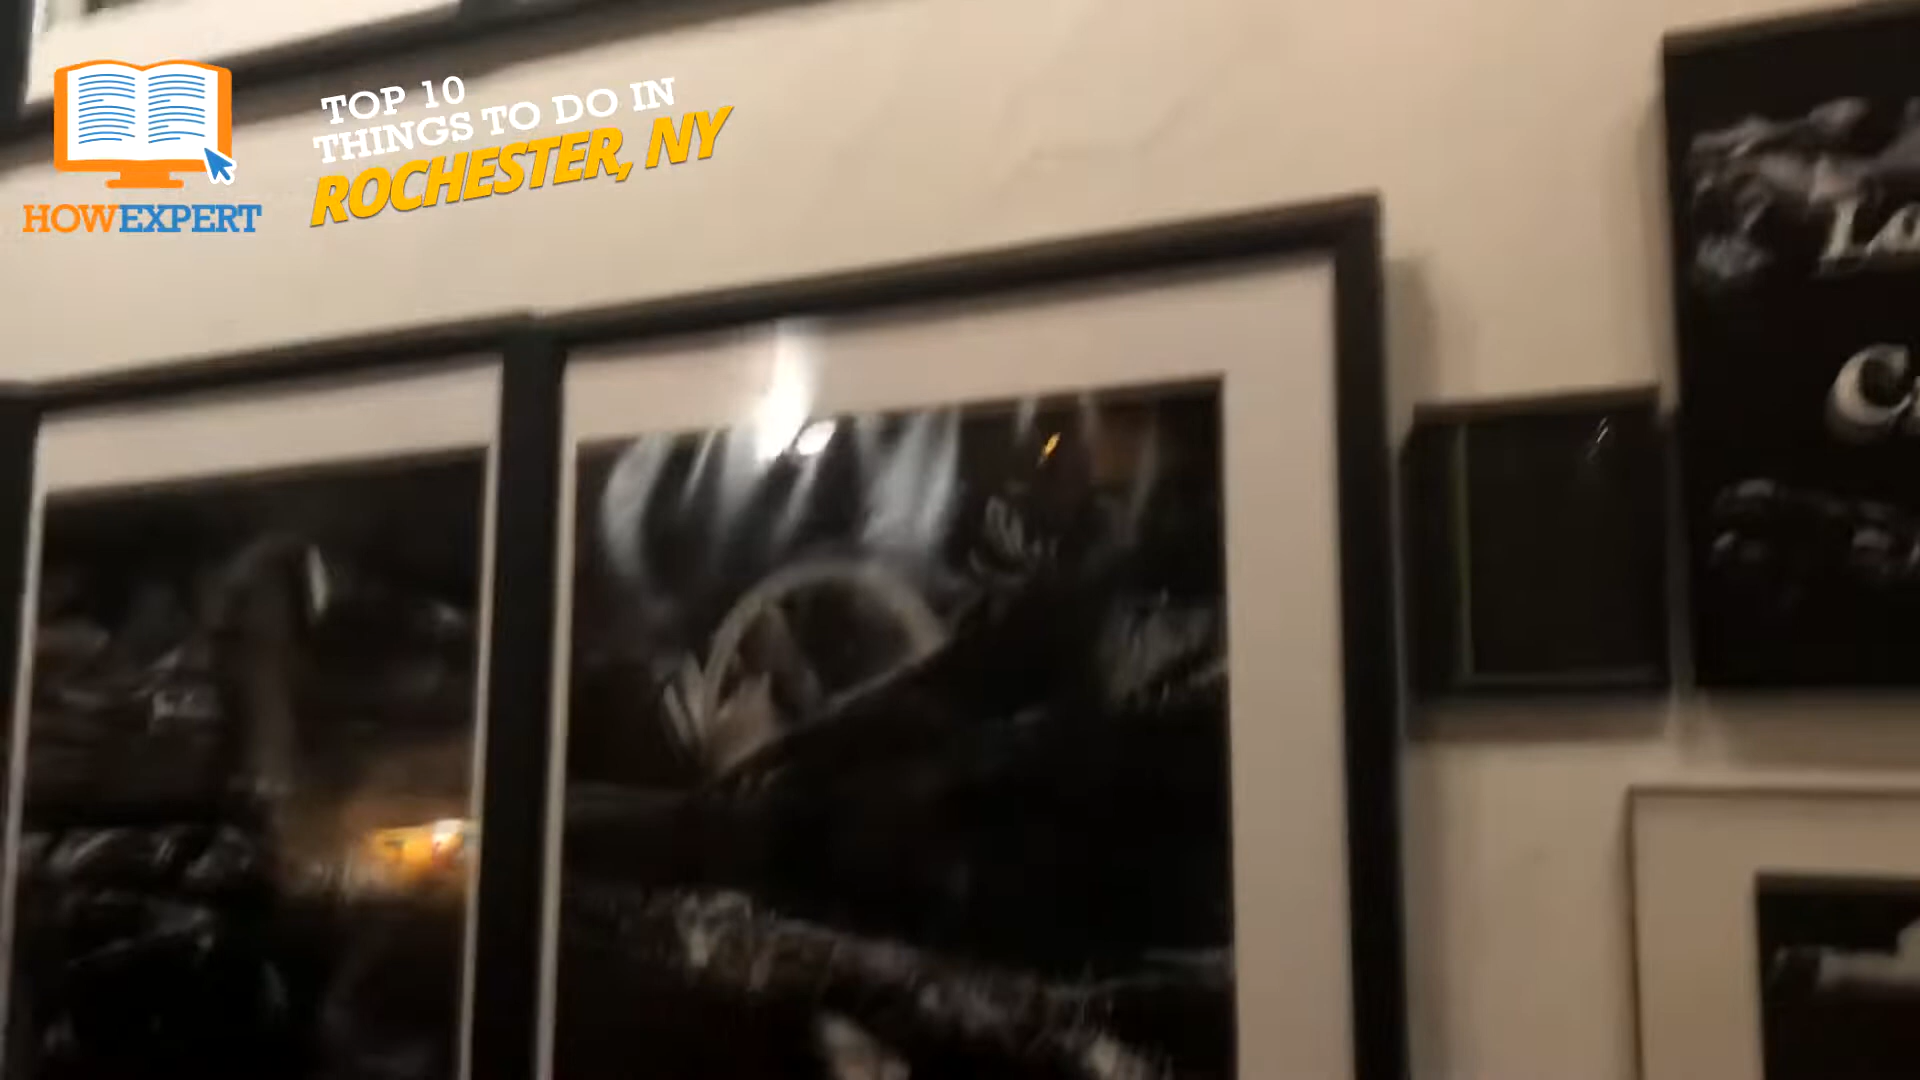 HOWEXPERT
TOP 10
THINGS TO DO IN
ROCHESTER, NY